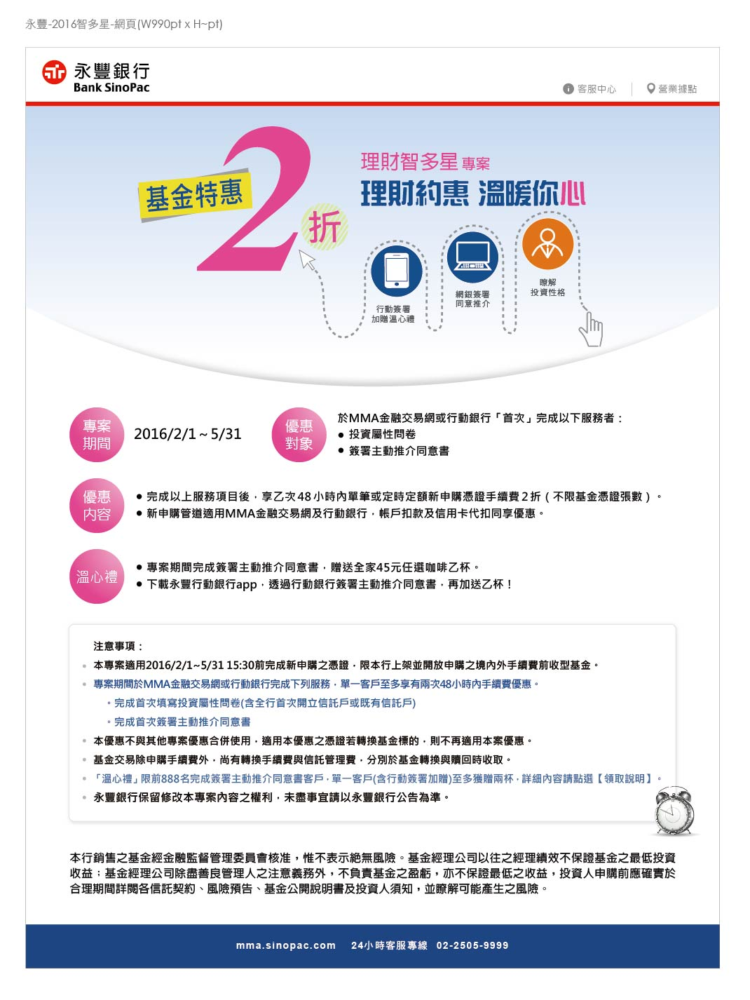 永豐-2016智多星-網頁(W990pt x H~pt)
永豐銀行
Bank SinoPac
客服中心
營業據點
基金特惠
2
折
理財智多星 專案
理財約惠 溫暖你心
瞭解
投資性格
網銀簽署
同意推介
行動簽署
加贈溫心禮
專案
期間
2016/2/1～5/31
優惠
對象
於MMA金融交易網或行動銀行「首次」完成以下服務者：
● 投資屬性問卷
● 簽署主動推介同意書
優惠
內容
● 完成以上服務項目後，享乙次48小時內單筆或定時定額新申購憑證手續費2折（不限基金憑證張數）。
● 新申購管道適用MMA金融交易網及行動銀行，帳戶扣款及信用卡代扣同享優惠。
溫心禮
● 專案期間完成簽署主動推介同意書，贈送全家45元任選咖啡乙杯。
● 下載永豐行動銀行app，透過行動銀行簽署主動推介同意書，再加送乙杯！
注意事項：
• 本專案適用2016/2/1~5/31 15:30前完成新申購之憑證，限本行上架並開放申購之境內外手續費前收型基金。
• 專案期間於MMA金融交易網或行動銀行完成下列服務，單一客戶至多享有兩次48小時內手續費優惠。
。完成首次填寫投資屬性問卷(含全行首次開立信託戶或既有信託戶)
。完成首次簽署主動推介同意書
• 本優惠不與其他專案優惠合併使用，適用本優惠之憑證若轉換基金標的，則不再適用本案優惠。
• 基金交易除申購手續費外，尚有轉換手續費與信託管理費，分別於基金轉換與贖回時收取。
• 「溫心禮」限前888名完成簽署主動推介同意書客戶，單一客戶(含行動簽署加贈)至多獲贈兩杯，詳細內容請點選【領取說明】。
• 永豐銀行保留修改本專案內容之權利，未盡事宜請以永豐銀行公告為準。
本行銷售之基金經金融監督管理委員會核准，惟不表示絕無風險。基金經理公司以往之經理績效不保證基金之最低投資
收益；基金經理公司除盡善良管理人之注意義務外，不負責基金之盈虧，亦不保證最低之收益，投資人申購前應確實於
合理期間詳閱各信託契約、風險預告、基金公開說明書及投資人須知，並瞭解可能產生之風險。
mma.sinopac.com 24小時客服專線 02-2505-9999